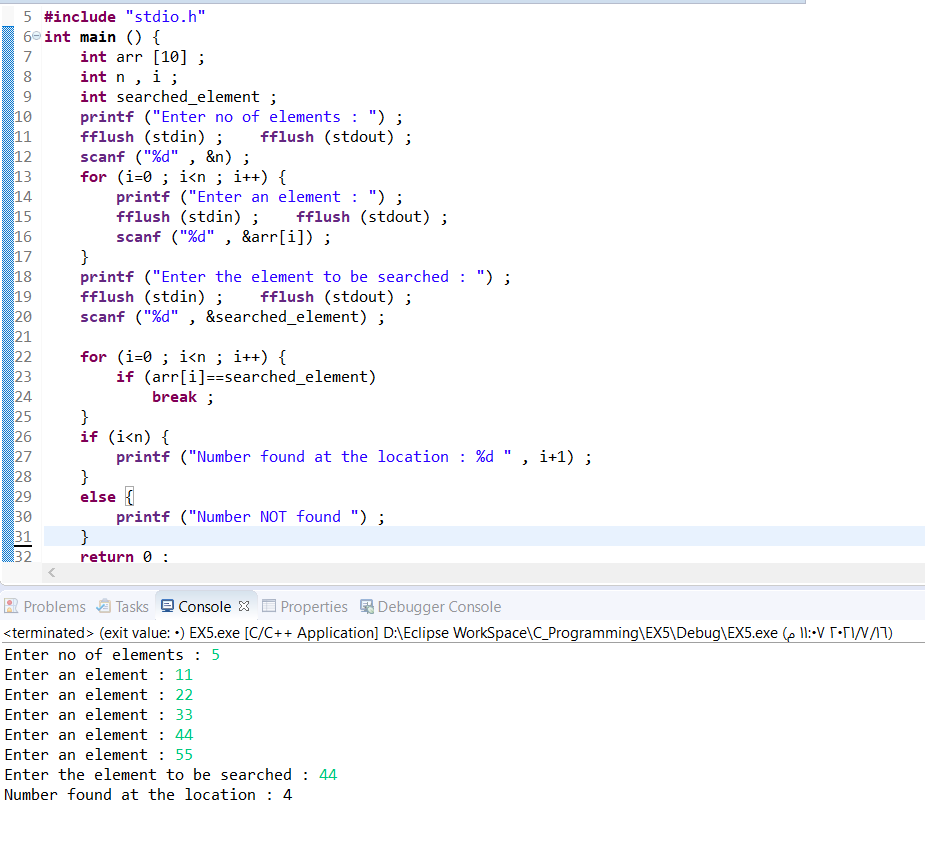 5 #include "stdio.h"
6 int main () {
7     int arr [10] ;
8     int n , i ;
9     int searched_element ;
10     printf ("Enter no of elements : ") ;
11     fflush (stdin) ;    fflush (stdout) ;
12     scanf ("%d" , &n) ;
13     for (i=0 ; i<n ; i++) {
14         printf ("Enter an element : ") ;
15         fflush (stdin) ;    fflush (stdout) ;
16         scanf ("%d" , &arr[i]) ;
17     }
18     printf ("Enter the element to be searched : ") ;
19     fflush (stdin) ;    fflush (stdout) ;
20     scanf ("%d" , &searched_element) ;
21
22     for (i=0 ; i<n ; i++) {
23         if (arr[i]==searched_element)
24             break ;
25     }
26     if (i<n) {
27         printf ("Number found at the location : %d " , i+1) ;
28     }
29     else {
30         printf ("Number NOT found ") ;
31     }
32     return 0 ;
Problems Tasks Console Properties Debugger Console
<terminated> (exit value: ٠) EX5.exe [C/C++ Application] D:\Eclipse WorkSpace\C_Programming\EX5\Debug\EX5.exe (م ١١:٠٧ ٢٠٢١/٧/١٦)
Enter no of elements : 5
Enter an element : 11
Enter an element : 22
Enter an element : 33
Enter an element : 44
Enter an element : 55
Enter the element to be searched : 44
Number found at the location : 4